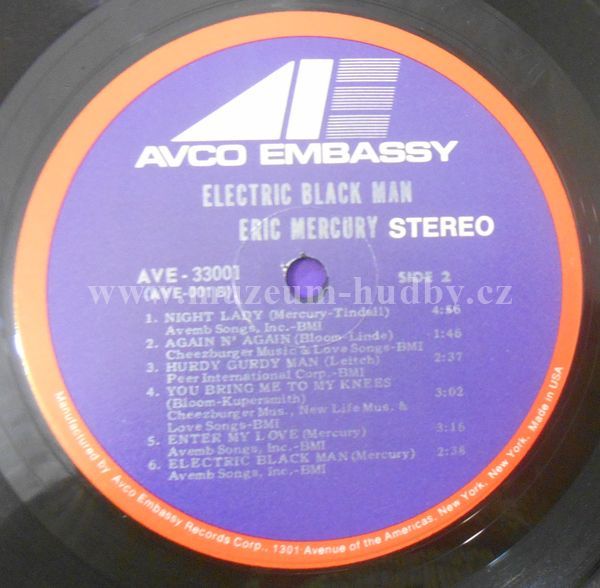 AVCO EMBASSY
ELECTRIC BLACK MAN
ERIC MERCURY STEREO
AVE-33001 SIDE 2
(AVE-001 B)
www.muzeum-hudby.cz
1. NIGHT LADY (Mercury-Tindell) 4:56
Avemb Songs, Inc.-BMI
2. AGAIN N' AGAIN (Bloom-Linde) 1:46
Cheezburger Music & Love Songs-BMI
3. HURDY GURDY MAN (Leitch) 2:37
Peer International Corp.-BMI
4. YOU BRING ME TO MY KNEES
(Bloom-Kupersmith) 3:02
Cheezburger Mus., New Life Mus. &
Love Songs-BMI
5. ENTER MY LOVE (Mercury) 3:16
Avemb Songs, Inc.-BMI
6. ELECTRIC BLACK MAN (Mercury) 2:38
Avemb Songs, Inc.-BMI
Manufactured by Avco Embassy Records Corp., 1301 Avenue of the Americas, New York, New York, Made in USA